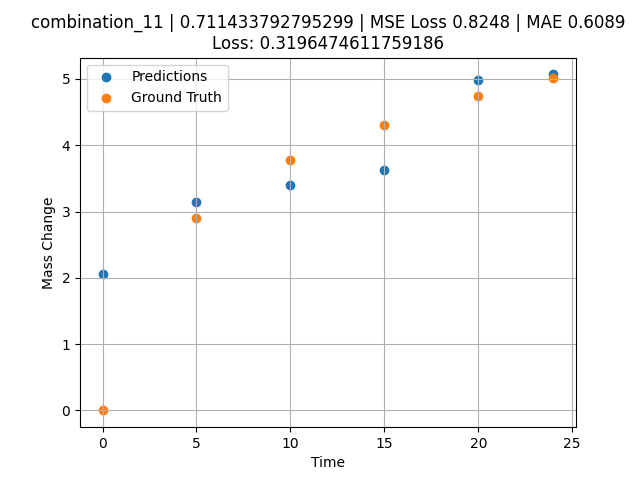 combination_11 | 0.711433792795299 | MSE Loss 0.8248 | MAE 0.6089
Loss: 0.3196474611759186
Predictions
Ground Truth
5
4
3
2
1
0
Mass Change
0 5 10 15 20 25
Time